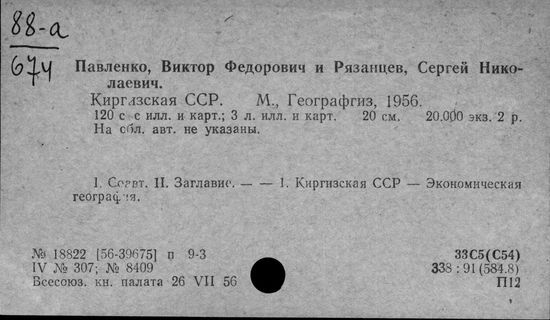 88-а
674
Павленко, Виктор Федорович и Рязанцев, Сергей Нико-
лаевич.
Киргизская ССР. М., Географгиз, 1956.
120 с с илл. и карт.; 3 л. илл. и карт. 20 см. 20.000 экз. 2 р.
На обл. авт. не указаны.
I. Соавт. II. Заглавие. — — 1. Киргизская ССР — Экономическая
география.
№ 18822 [56-39675] п 9-3
33С5(С54)
IV № 307; № 8409
338 : 91 (584.8)
Всесоюз. кн. палата 26 VII 56
П12